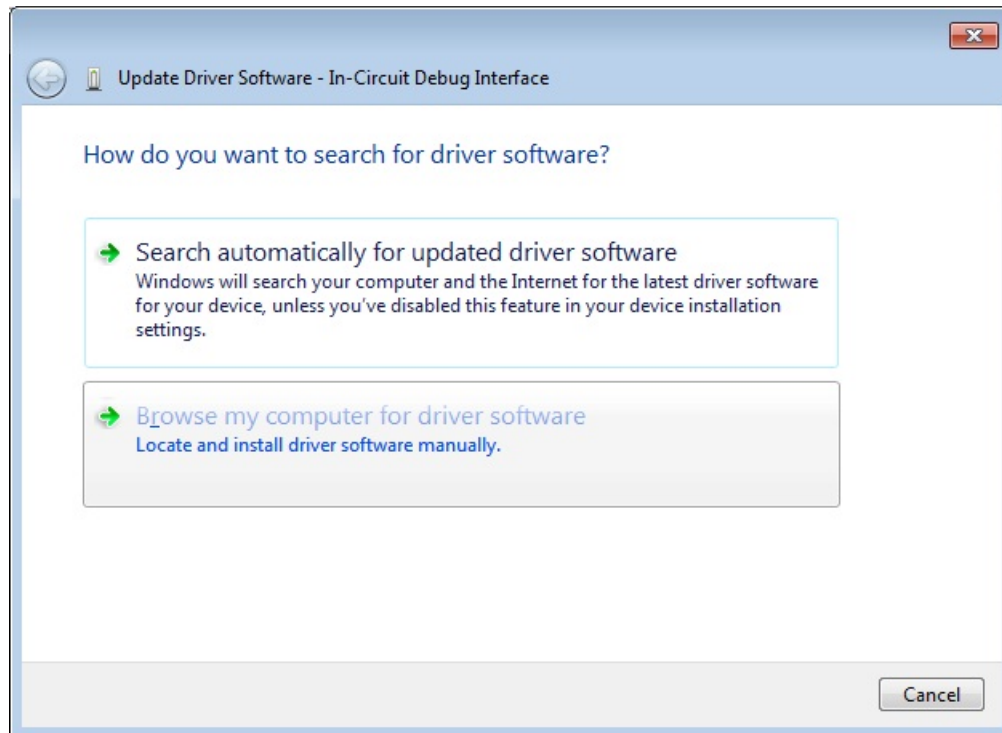 Update Driver Software - In-Circuit Debug Interface
How do you want to search for driver software?
Search automatically for updated driver software
Windows will search your computer and the Internet for the latest driver software
for your device, unless you've disabled this feature in your device installation
settings.
Browse my computer for driver software
Locate and install driver software manually.
Cancel